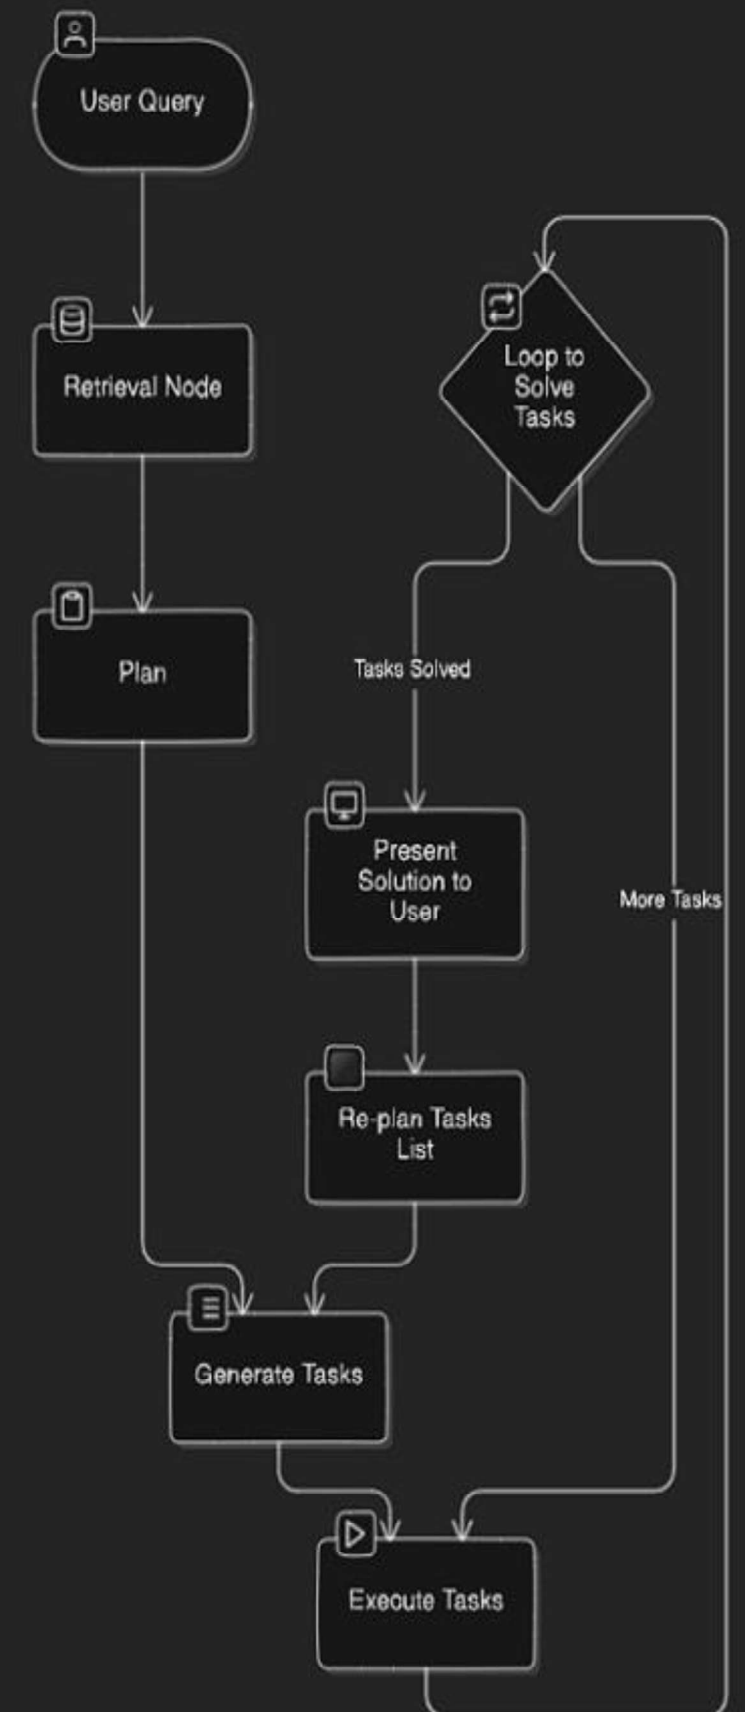 User Query
Retrieval Node
Loop to
Solve
Tasks
Plan
Tasks Solved
Present
Solution to
User
More Tasks
Re-plan Tasks
List
Generate Tasks
Execute Tasks